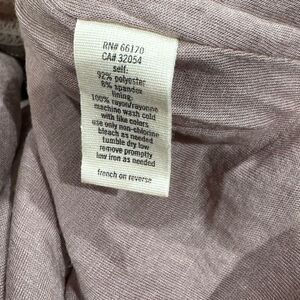 RN# 66170
CA# 32054
self:
92% polyester
8% spandex
lining:
100% rayon/rayonne
machine wash cold
with like colors
use only non-chlorine
bleach as needed
tumble dry low
remove promptly
low iron as needed
french on reverse